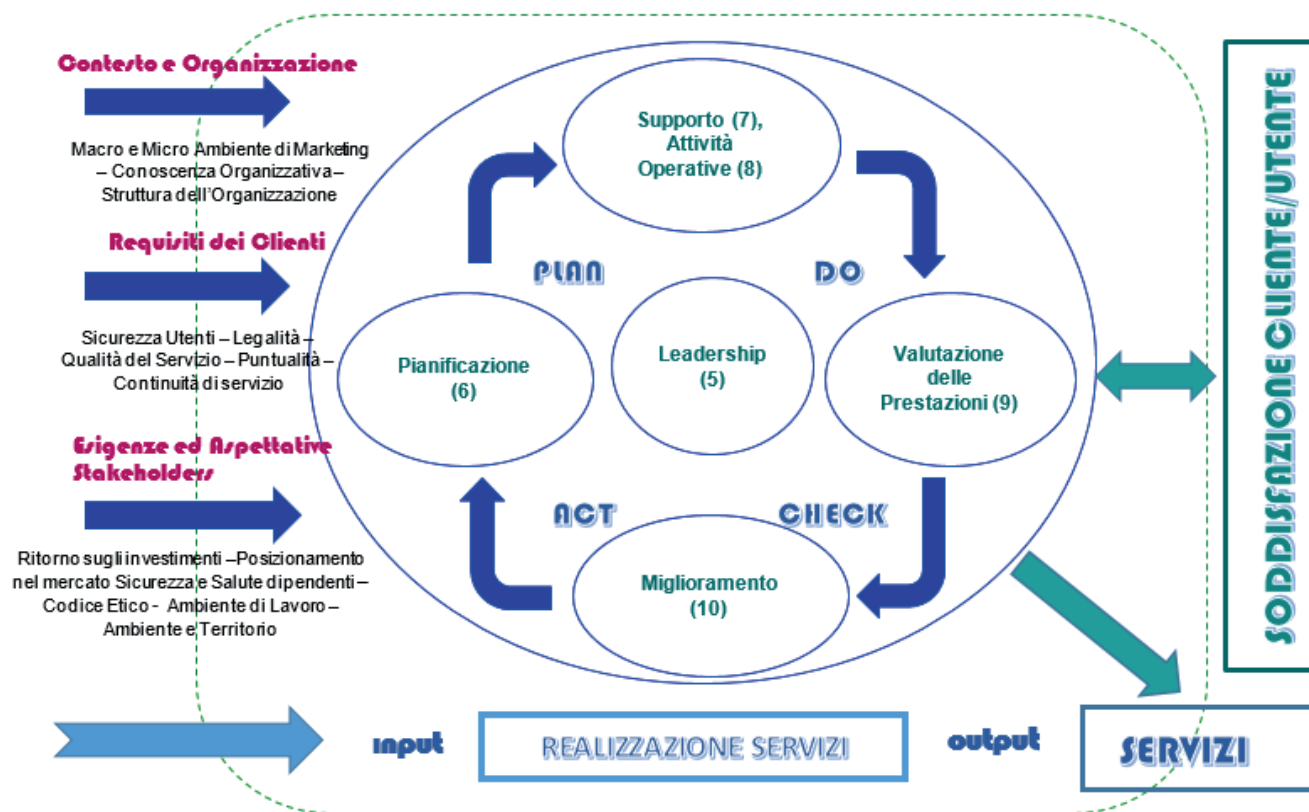 Contesto e Organizzazione
Macro e Micro Ambiente di Marketing
– Conoscenza Organizzativa –
Struttura dell'Organizzazione
Requisiti dei Clienti
Sicurezza Utenti – Legalità –
Qualità del Servizio – Puntualità –
Continuità di servizio
Esigenze ed Aspettative
Stakeholders
Ritorno sugli investimenti –Posizionamento
nel mercato Sicurezza e Salute dipendenti –
Codice Etico - Ambiente di Lavoro –
Ambiente e Territorio
Supporto (7),
Attività
Operative (8)
PLAN
DO
Pianificazione
(6)
Leadership
(5)
Valutazione
delle
Prestazioni (9)
ACT
CHECK
Miglioramento
(10)
input
REALIZZAZIONE SERVIZI
output
SERVIZI
SODDISFAZIONE CLIENTE/UTENTE